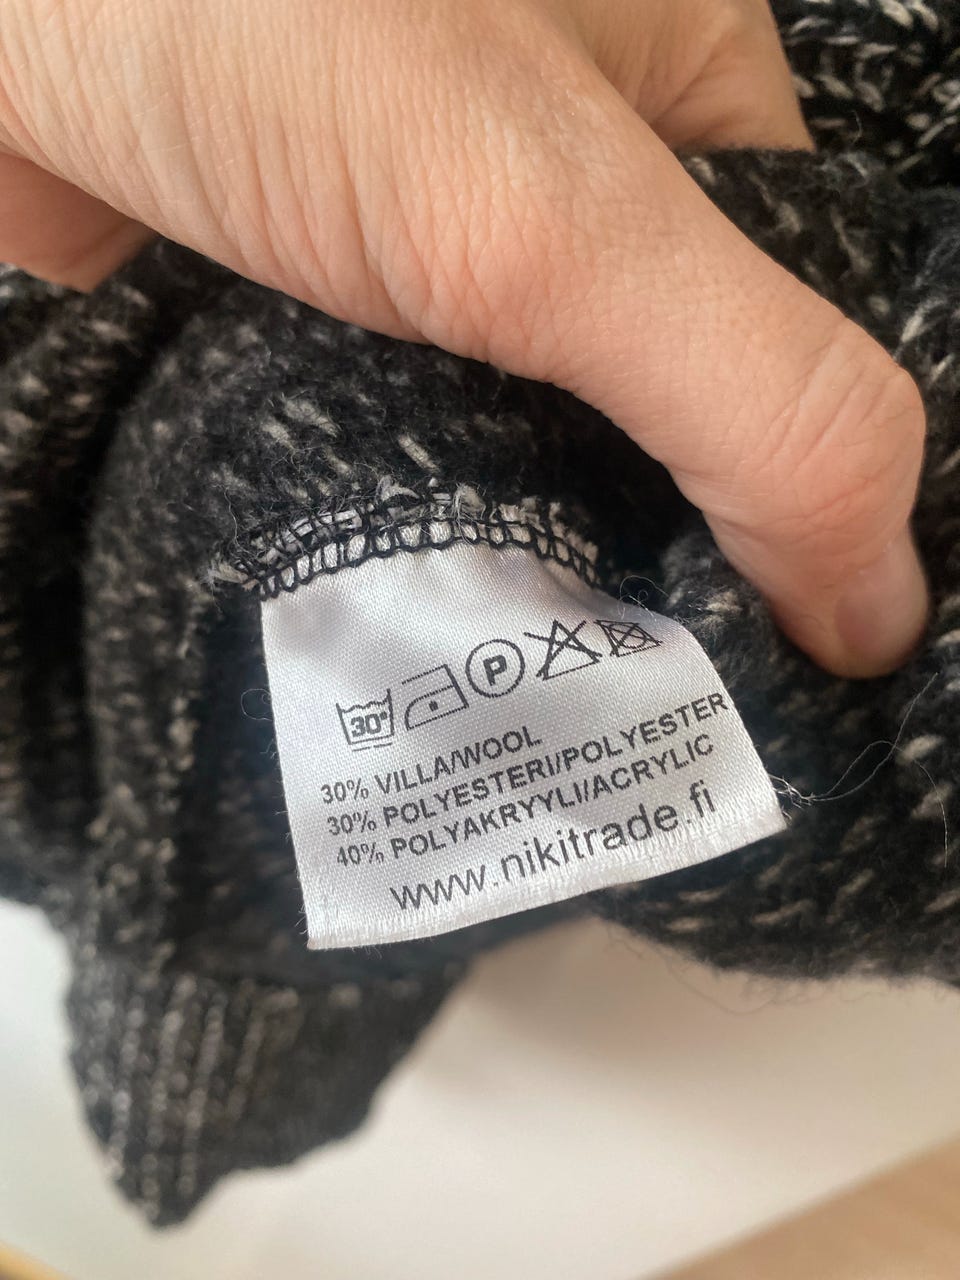 30° P
30% VILLA/WOOL
30% POLYESTERI/POLYESTER
40% POLYAKRYYLI/ACRYLIC
www.nikitrade.fi